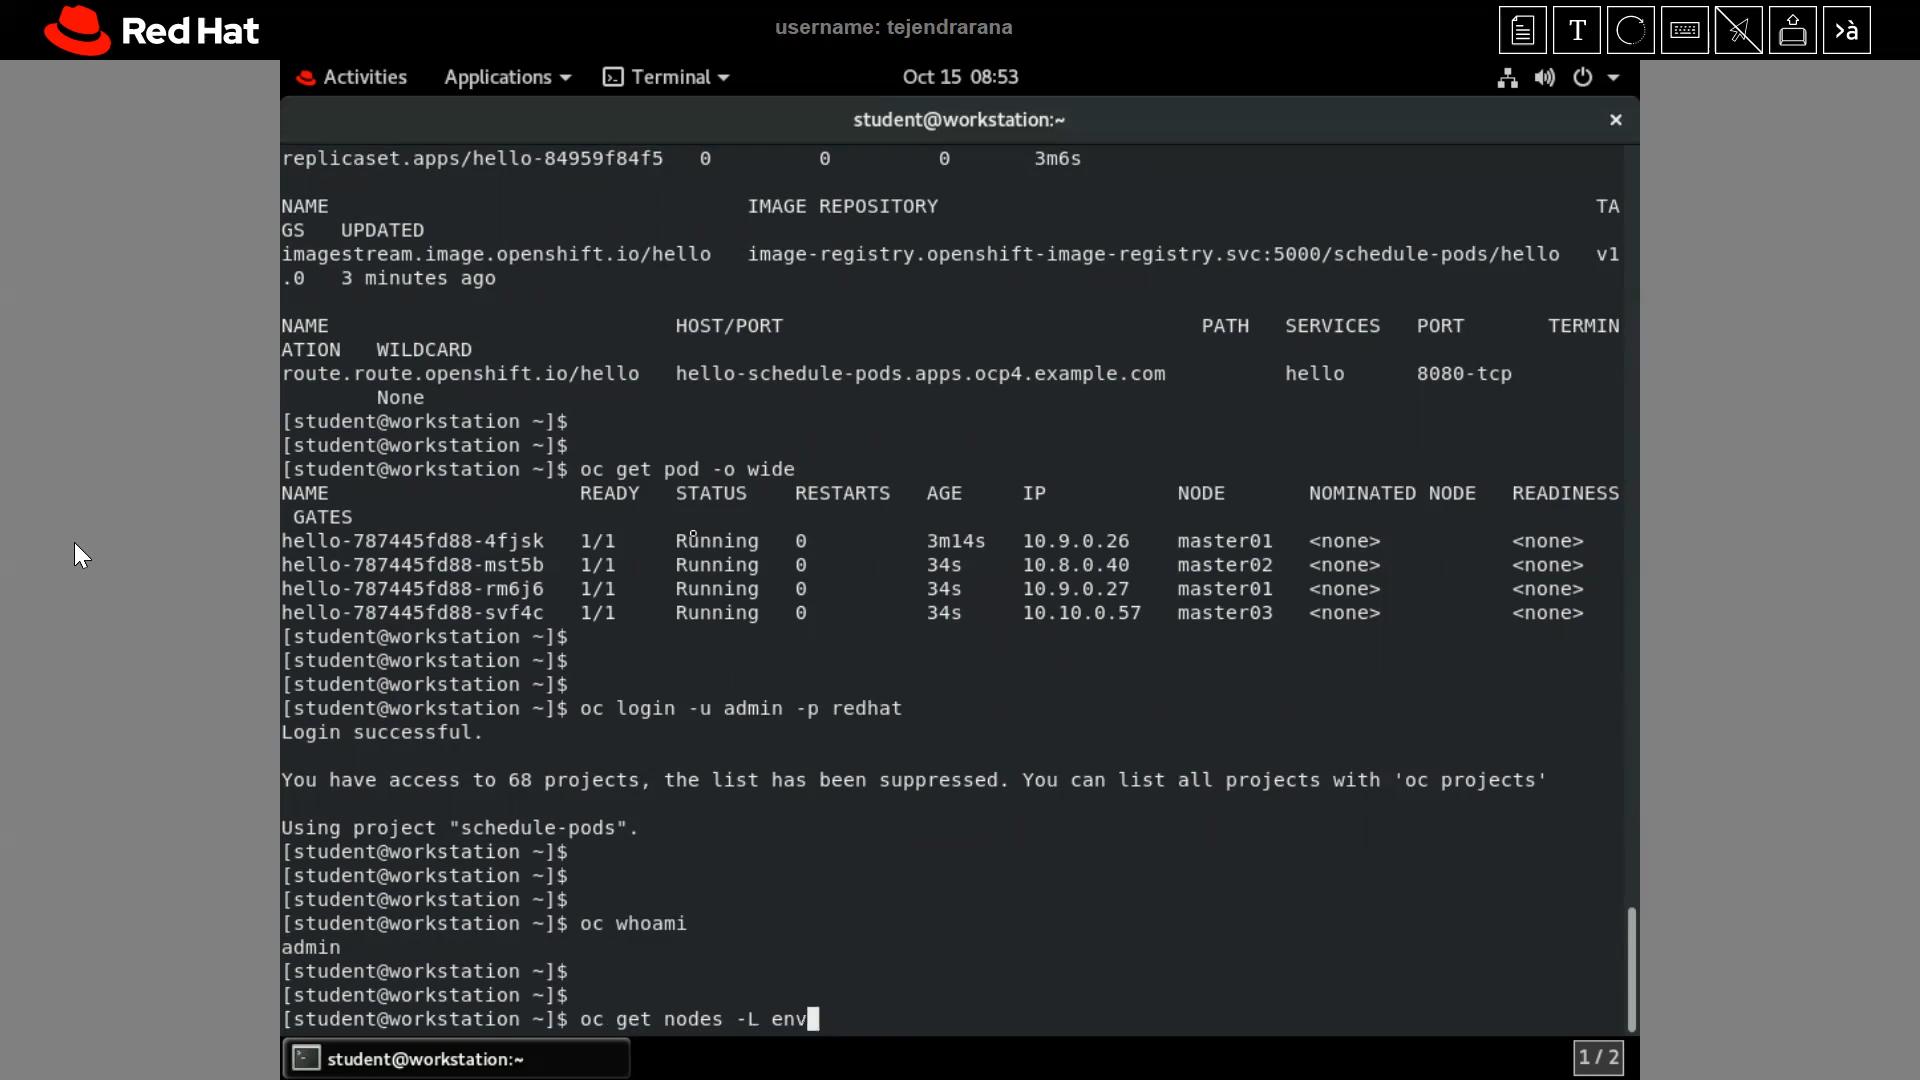 Red Hat
username: tejendrarana
T
>à
Activities Applications Terminal Oct 15 08:53
student@workstation:~ ×
replicaset.apps/hello-84959f84f5 0 0 0 3m6s
NAME IMAGE REPOSITORY TA
GS UPDATED
imagestream.image.openshift.io/hello image-registry.openshift-image-registry.svc:5000/schedule-pods/hello v1
.0 3 minutes ago
NAME HOST/PORT PATH SERVICES PORT TERMIN
ATION WILDCARD
route.route.openshift.io/hello hello-schedule-pods.apps.ocp4.example.com hello 8080-tcp
None
[student@workstation ~]$
[student@workstation ~]$
[student@workstation ~]$ oc get pod -o wide
NAME READY STATUS RESTARTS AGE IP NODE NOMINATED NODE READINESS
GATES
hello-787445fd88-4fjsk 1/1 Running 0 3m14s 10.9.0.26 master01 <none> <none>
hello-787445fd88-mst5b 1/1 Running 0 34s 10.8.0.40 master02 <none> <none>
hello-787445fd88-rm6j6 1/1 Running 0 34s 10.9.0.27 master01 <none> <none>
hello-787445fd88-svf4c 1/1 Running 0 34s 10.10.0.57 master03 <none> <none>
[student@workstation ~]$
[student@workstation ~]$
[student@workstation ~]$
[student@workstation ~]$ oc login -u admin -p redhat
Login successful.
You have access to 68 projects, the list has been suppressed. You can list all projects with 'oc projects'
Using project "schedule-pods".
[student@workstation ~]$
[student@workstation ~]$
[student@workstation ~]$
[student@workstation ~]$ oc whoami
admin
[student@workstation ~]$
[student@workstation ~]$
[student@workstation ~]$ oc get nodes -L env
student@workstation:~ 1 / 2